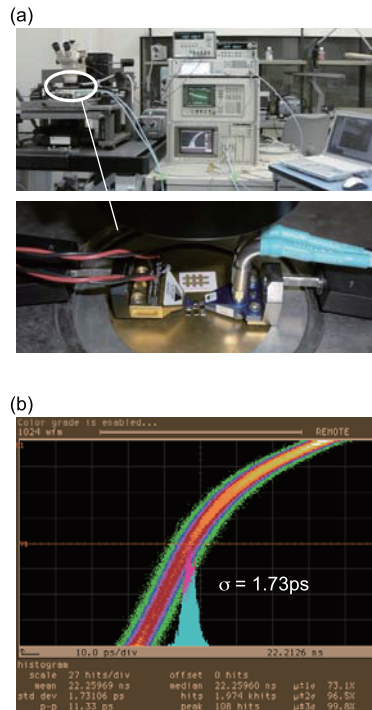 (a)
(b)
Color grade is enabled...
1024 wfm REMOTE
Y1
σ = 1.73ps
10.0 ps/div 22.2126 ns
histogram
scale 27 hits/div offset 0 hits
mean 22.25969 ns median 22.25960 ns µ±1σ 73.1%
std dev 1.73106 ps hits 1.974 khits µ±2σ 96.5%
p-p 11.33 ps peak 108 hits µ±3σ 99.8%